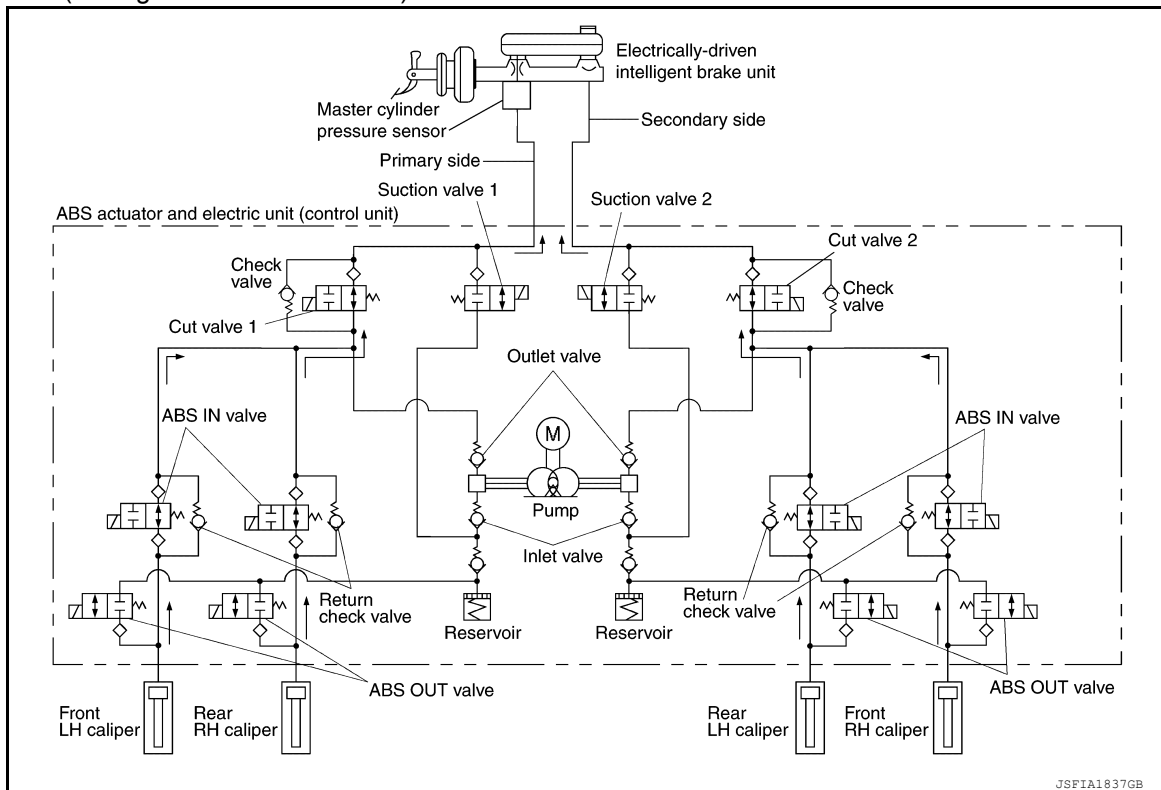 Electrically-driven
intelligent brake unit
Master cylinder
pressure sensor
Secondary side
Primary side
Suction valve 1
Suction valve 2
ABS actuator and electric unit (control unit)
Cut valve 2
Check
valve
Check
valve
Cut valve 1
Outlet valve
ABS IN valve
M
ABS IN valve
Pump
Inlet valve
Return
check valve
Return
check valve
Reservoir
Reservoir
ABS OUT valve
ABS OUT valve
Front
LH caliper
Rear
RH caliper
Rear
LH caliper
Front
RH caliper
JSFIA1837GB